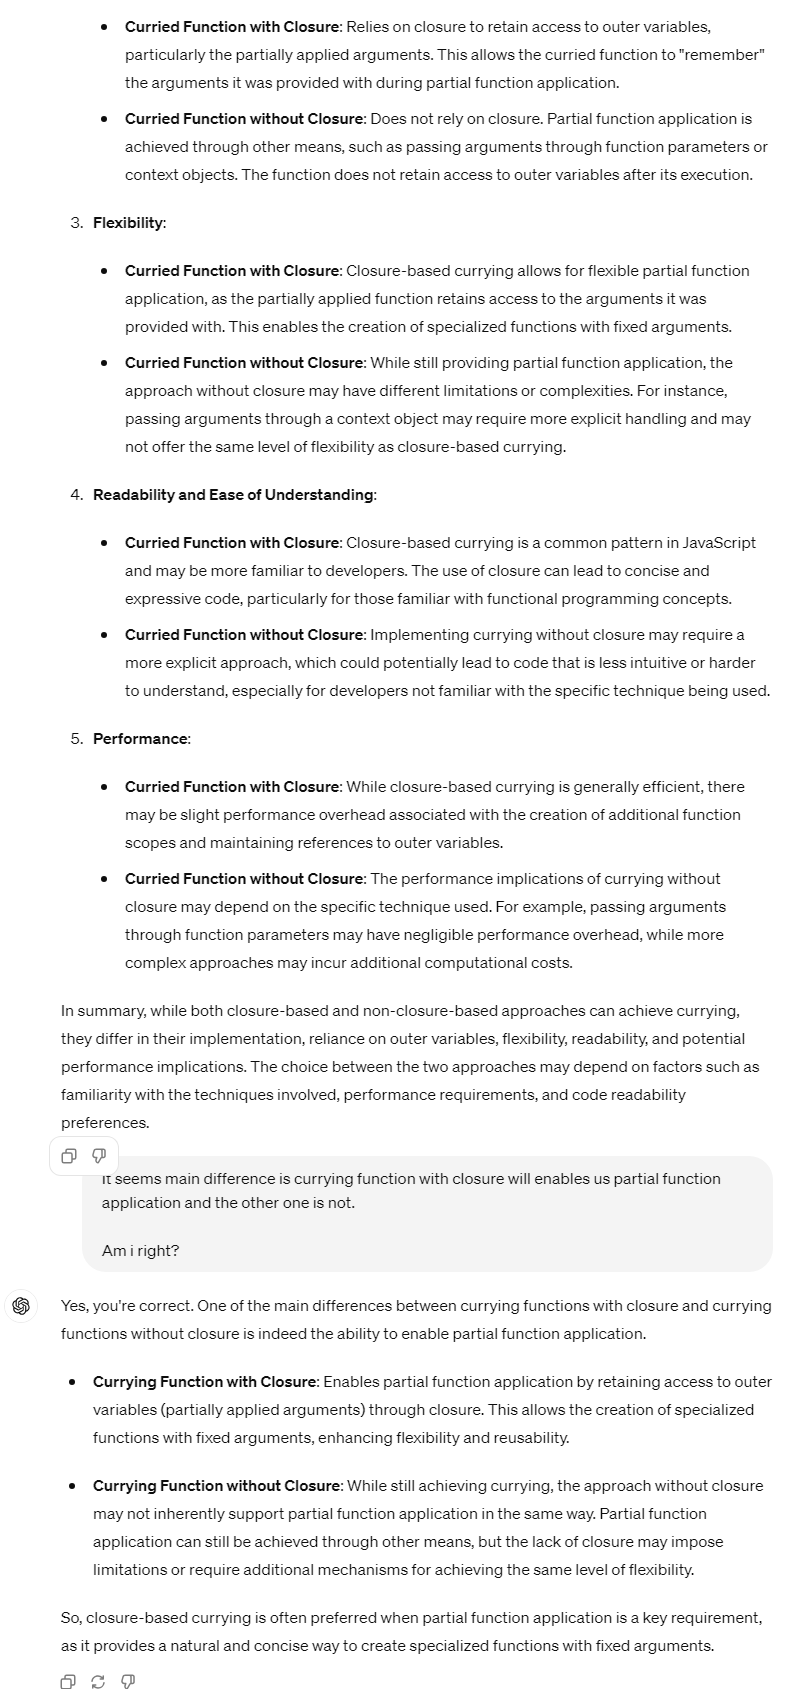 • Curried Function with Closure: Relies on closure to retain access to outer variables,
particularly the partially applied arguments. This allows the curried function to "remember"
the arguments it was provided with during partial function application.
• Curried Function without Closure: Does not rely on closure. Partial function application is
achieved through other means, such as passing arguments through function parameters or
context objects. The function does not retain access to outer variables after its execution.
3. Flexibility:
• Curried Function with Closure: Closure-based currying allows for flexible partial function
application, as the partially applied function retains access to the arguments it was
provided with. This enables the creation of specialized functions with fixed arguments.
• Curried Function without Closure: While still providing partial function application, the
approach without closure may have different limitations or complexities. For instance,
passing arguments through a context object may require more explicit handling and may
not offer the same level of flexibility as closure-based currying.
4. Readability and Ease of Understanding:
• Curried Function with Closure: Closure-based currying is a common pattern in JavaScript
and may be more familiar to developers. The use of closure can lead to concise and
expressive code, particularly for those familiar with functional programming concepts.
• Curried Function without Closure: Implementing currying without closure may require a
more explicit approach, which could potentially lead to code that is less intuitive or harder
to understand, especially for developers not familiar with the specific technique being used.
5. Performance:
• Curried Function with Closure: While closure-based currying is generally efficient, there
may be slight performance overhead associated with the creation of additional function
scopes and maintaining references to outer variables.
• Curried Function without Closure: The performance implications of currying without
closure may depend on the specific technique used. For example, passing arguments
through function parameters may have negligible performance overhead, while more
complex approaches may incur additional computational costs.
In summary, while both closure-based and non-closure-based approaches can achieve currying,
they differ in their implementation, reliance on outer variables, flexibility, readability, and potential
performance implications. The choice between the two approaches may depend on factors such as
familiarity with the techniques involved, performance requirements, and code readability
preferences.
It seems main difference is currying function with closure will enables us partial function
application and the other one is not.
Am i right?
Yes, you're correct. One of the main differences between currying functions with closure and currying
functions without closure is indeed the ability to enable partial function application.
• Currying Function with Closure: Enables partial function application by retaining access to outer
variables (partially applied arguments) through closure. This allows the creation of specialized
functions with fixed arguments, enhancing flexibility and reusability.
• Currying Function without Closure: While still achieving currying, the approach without closure
may not inherently support partial function application in the same way. Partial function
application can still be achieved through other means, but the lack of closure may impose
limitations or require additional mechanisms for achieving the same level of flexibility.
So, closure-based currying is often preferred when partial function application is a key requirement,
as it provides a natural and concise way to create specialized functions with fixed arguments.